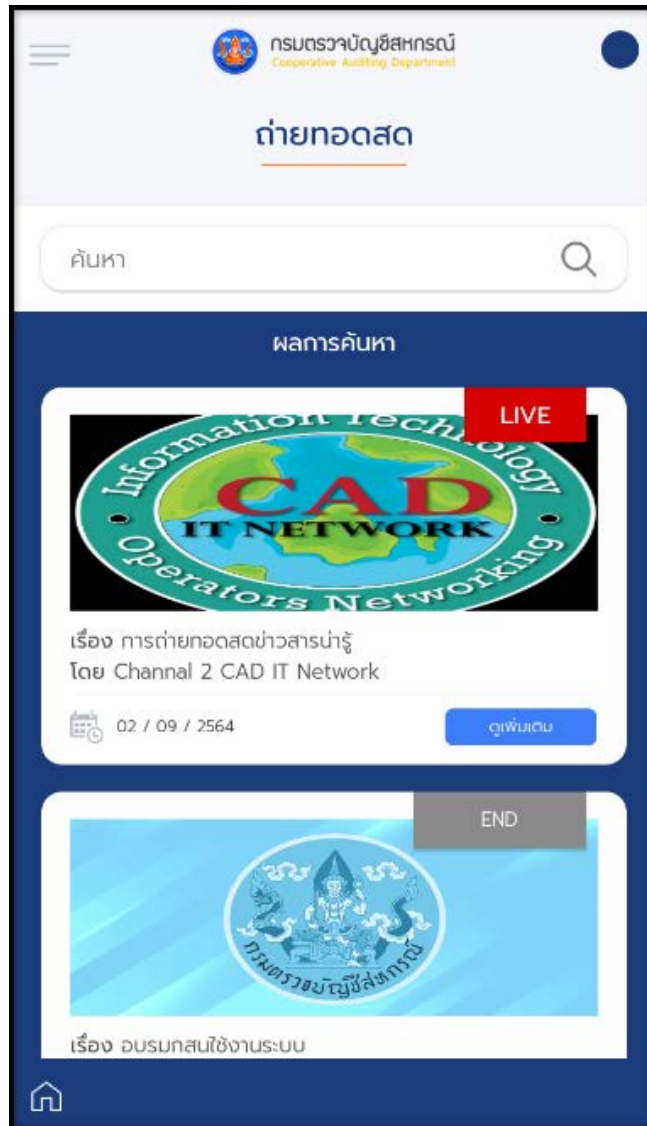 กรมตรวจบัญชีสหกรณ์
Cooperative Auditing Department
ถ่ายทอดสด
ค้นหา
ผลการค้นหา
LIVE
Information Technology
CAD
IT NETWORK
Operators Networking
เรื่อง การถ่ายทอดสดข่าวสารน่ารู้
โดย Channal 2 CAD IT Network
02 / 09 / 2564
ดูเพิ่มเติม
END
กรมตรวจบัญชีสหกรณ์
เรื่อง อบรมกสนใช้งานระบบ